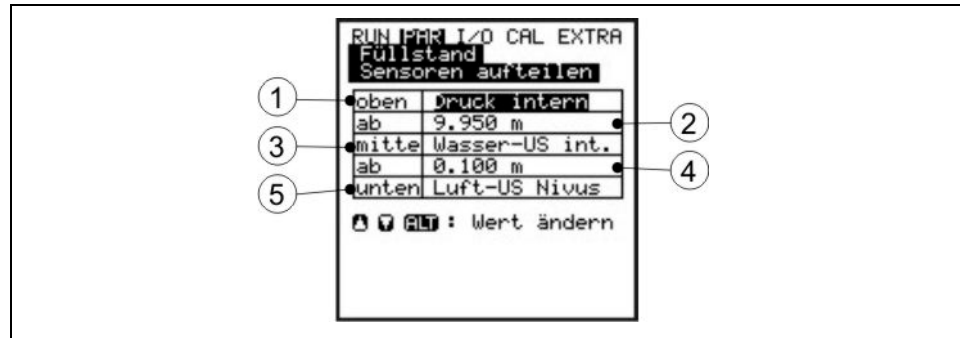 RUN PAR I/O CAL EXTRA
Füllstand
Sensoren aufteilen
1 oben Druck intern
ab 9.950 m 2
3 mitte Wasser-US int.
ab 0.100 m 4
5 unten Luft-US Nivus
ALT : Wert ändern